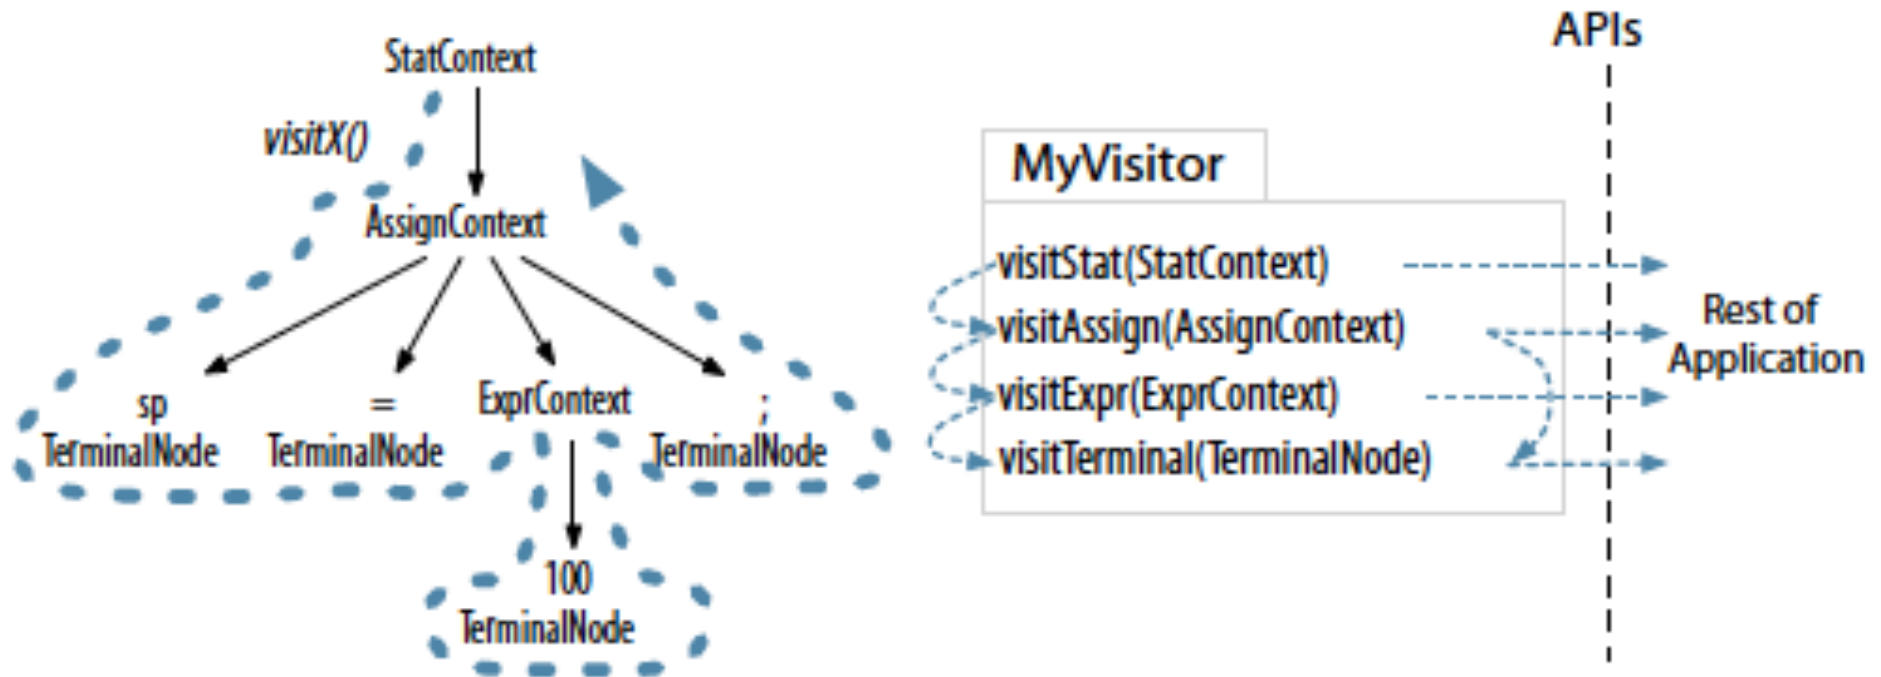 StatContext
visitX()
AssignContext
sp
TerminalNode
=
TerminalNode
ExprContext
;
TerminalNode
100
TerminalNode
MyVisitor
visitStat(StatContext)
visitAssign(AssignContext)
visitExpr(ExprContext)
visitTerminal(TerminalNode)
APIs
Rest of
Application